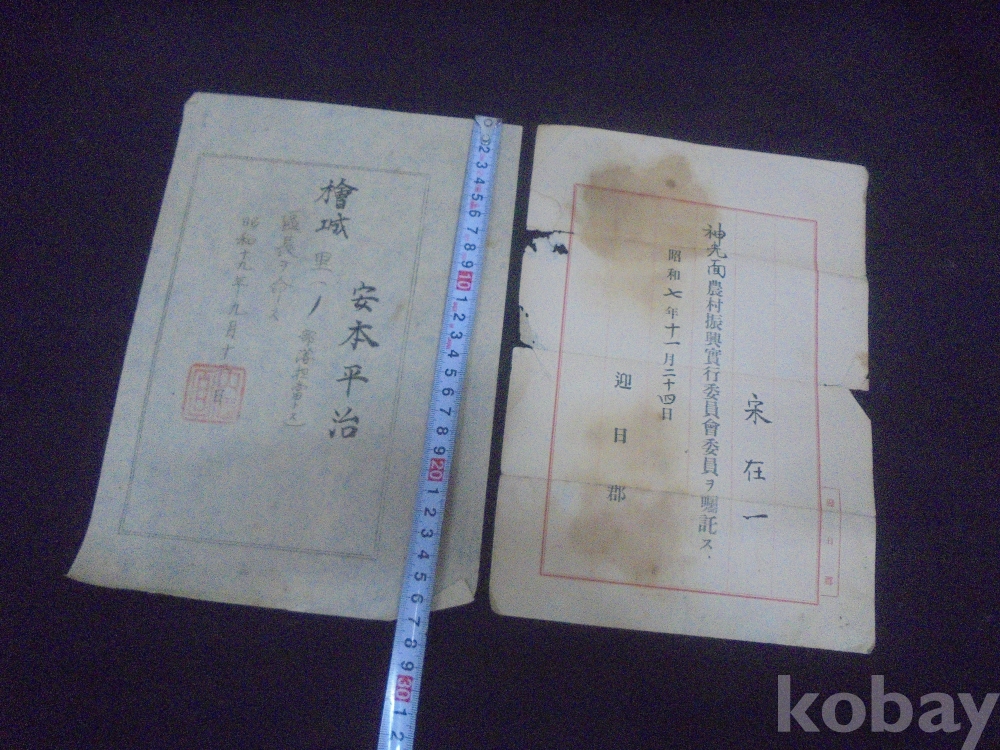 宋在一
神光面農村振興實行委員會委員ヲ囑託ス
昭和七年十一月二十四日
迎日郡
安本平治
檜城里ノ
區長ヲ命ス
昭和十九年九月十
kobay